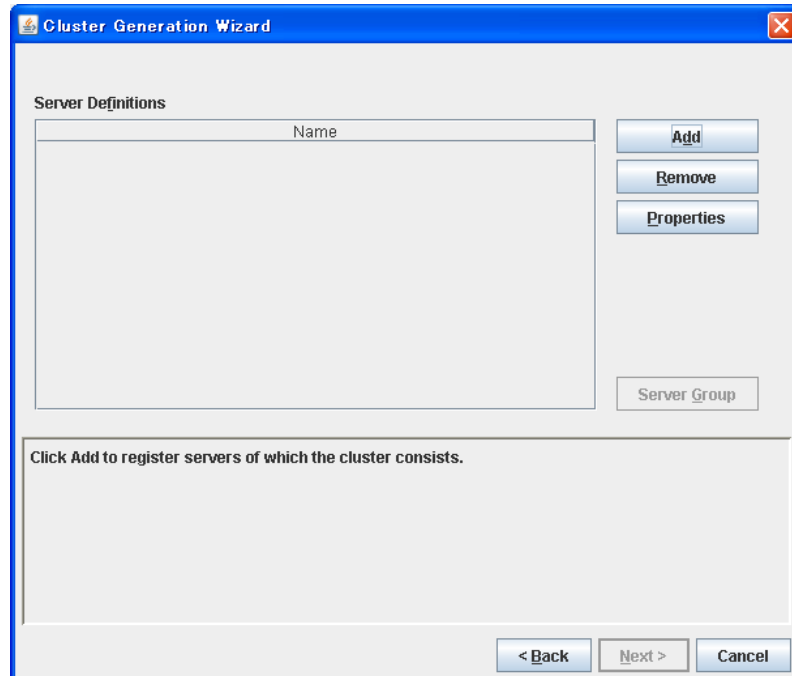 Cluster Generation Wizard
Server Definitions
Name
Add
Remove
Properties
Server Group
Click Add to register servers of which the cluster consists.
< Back
Next >
Cancel